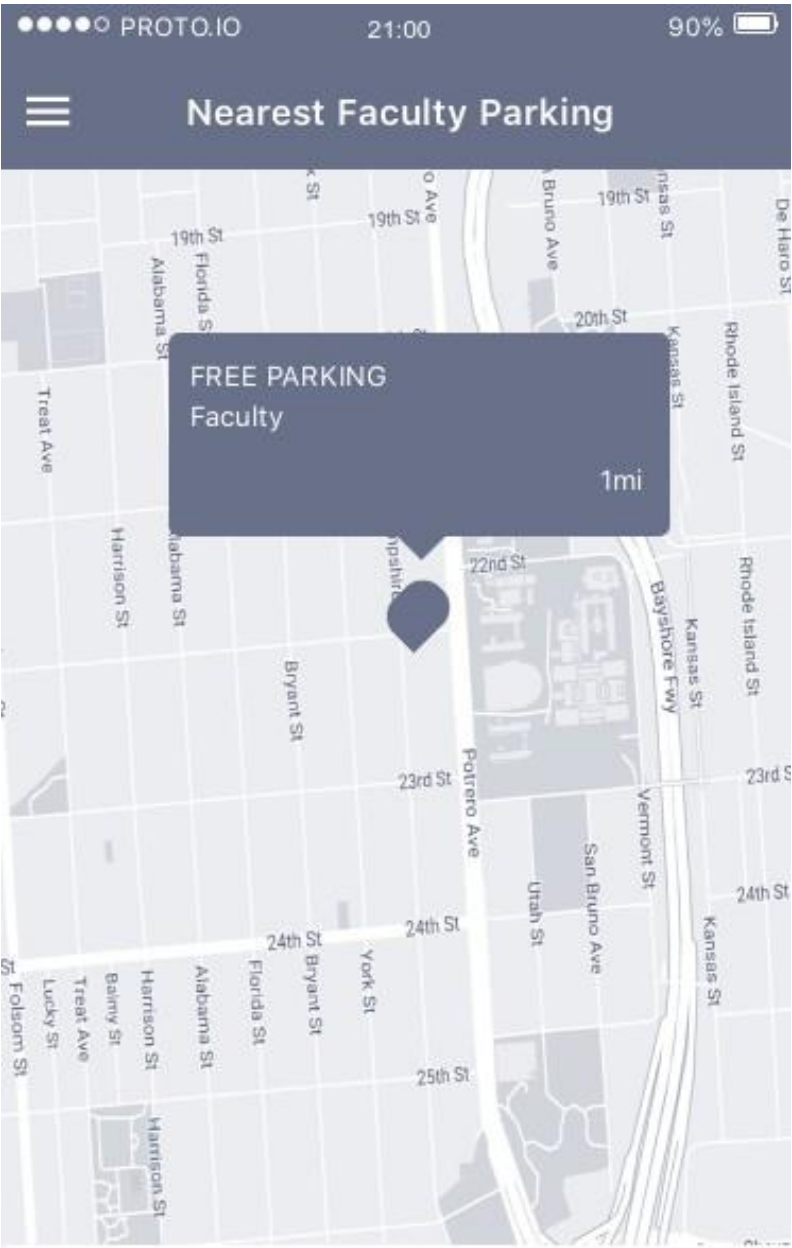 PROTO.IO
21:00
90%
Nearest Faculty Parking
St
Ave
Bruno Ave
19th St
19th St
19th St
De Haro St
Alabama St
Florida S
20th St
Kansas St
Rhode Island St
FREE PARKING
Faculty
1mi
Treat Ave
Harrison St
22nd St
Rhode Island St
Bayshore Fwy
Kansas St
Bryant St
23rd St
23rd S
Potrero Ave
Vermont St
San Bruno Ave
Utah St
24th St
24th St
24th St
Kansas St
St
Folsom St
Lucky St
Treat Ave
Balmy St
Harrison St
Alabama St
Florida St
Bryant St
York St
25th St
Harrison St